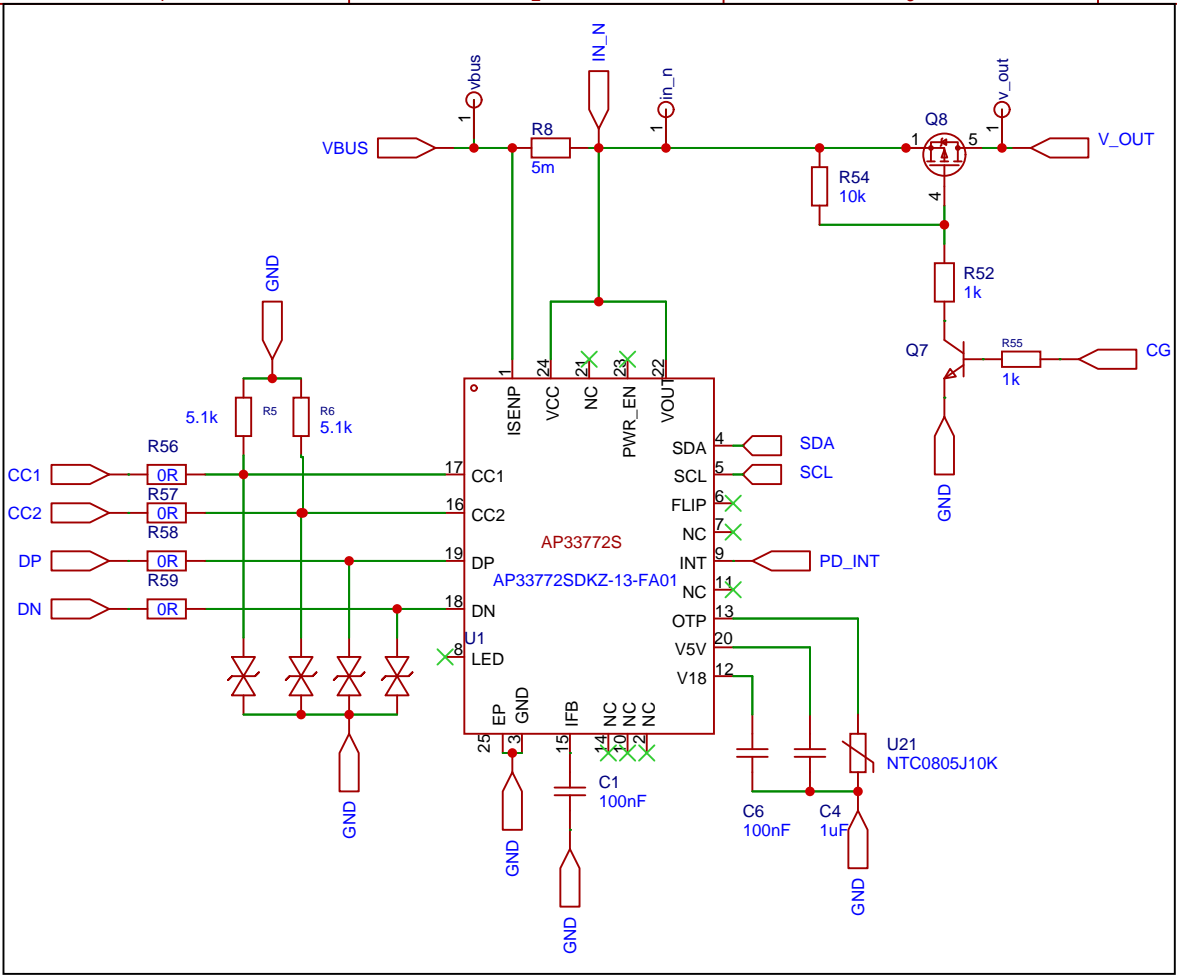 IN_N
vbus
1
in_n
1
v_out
1
VBUS
R8
5m
Q8
1
5
4
V_OUT
R54
10k
R52
1k
Q7
R55
1k
CG
GND
GND
5.1k
R5
R6
5.1k
1
24
21
23
22
ISENP
VCC
NC
PWR_EN
VOUT
CC1
R56
0R
17
CC1
CC2
R57
0R
16
CC2
DP
R58
0R
19
DP
DN
R59
0R
18
DN
U1
8
LED
SDA
4
SDA
SCL
5
SCL
FLIP
6
NC
7
INT
9
PD_INT
NC
11
OTP
13
V5V
20
V18
12
AP33772S
AP33772SDKZ-13-FA01
EP
GND
IFB
NC
NC
NC
25
3
15
14
10
2
GND
GND
C1
100nF
GND
C6
100nF
C4
1uF
U21
NTC0805J10K
GND